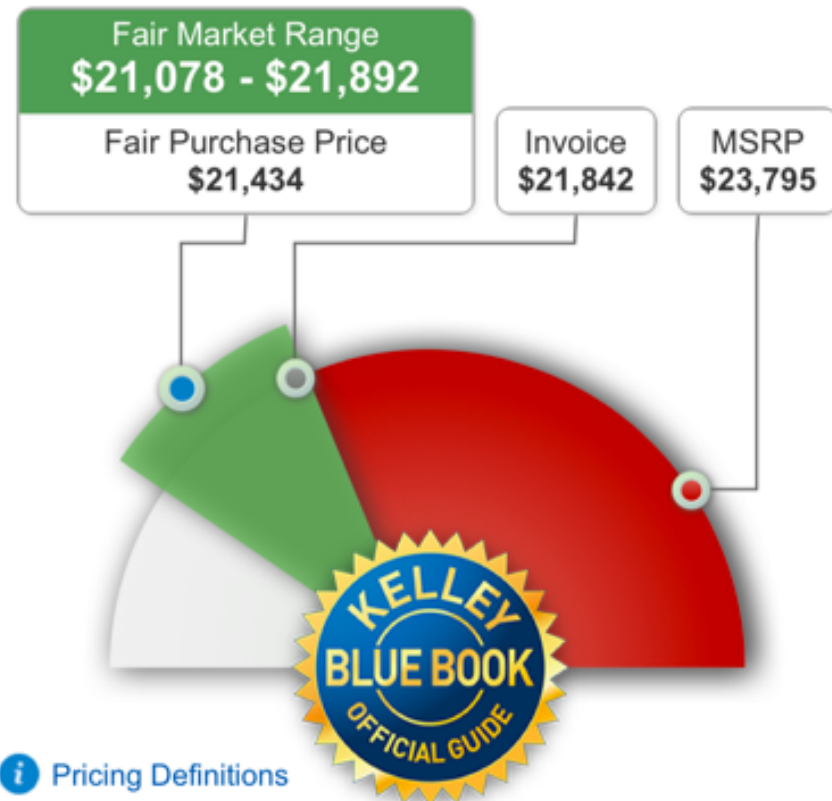 Fair Market Range
$21,078 - $21,892
Fair Purchase Price
$21,434
Invoice
$21,842
MSRP
$23,795
KELLEY
BLUE BOOK
OFFICIAL GUIDE
i Pricing Definitions